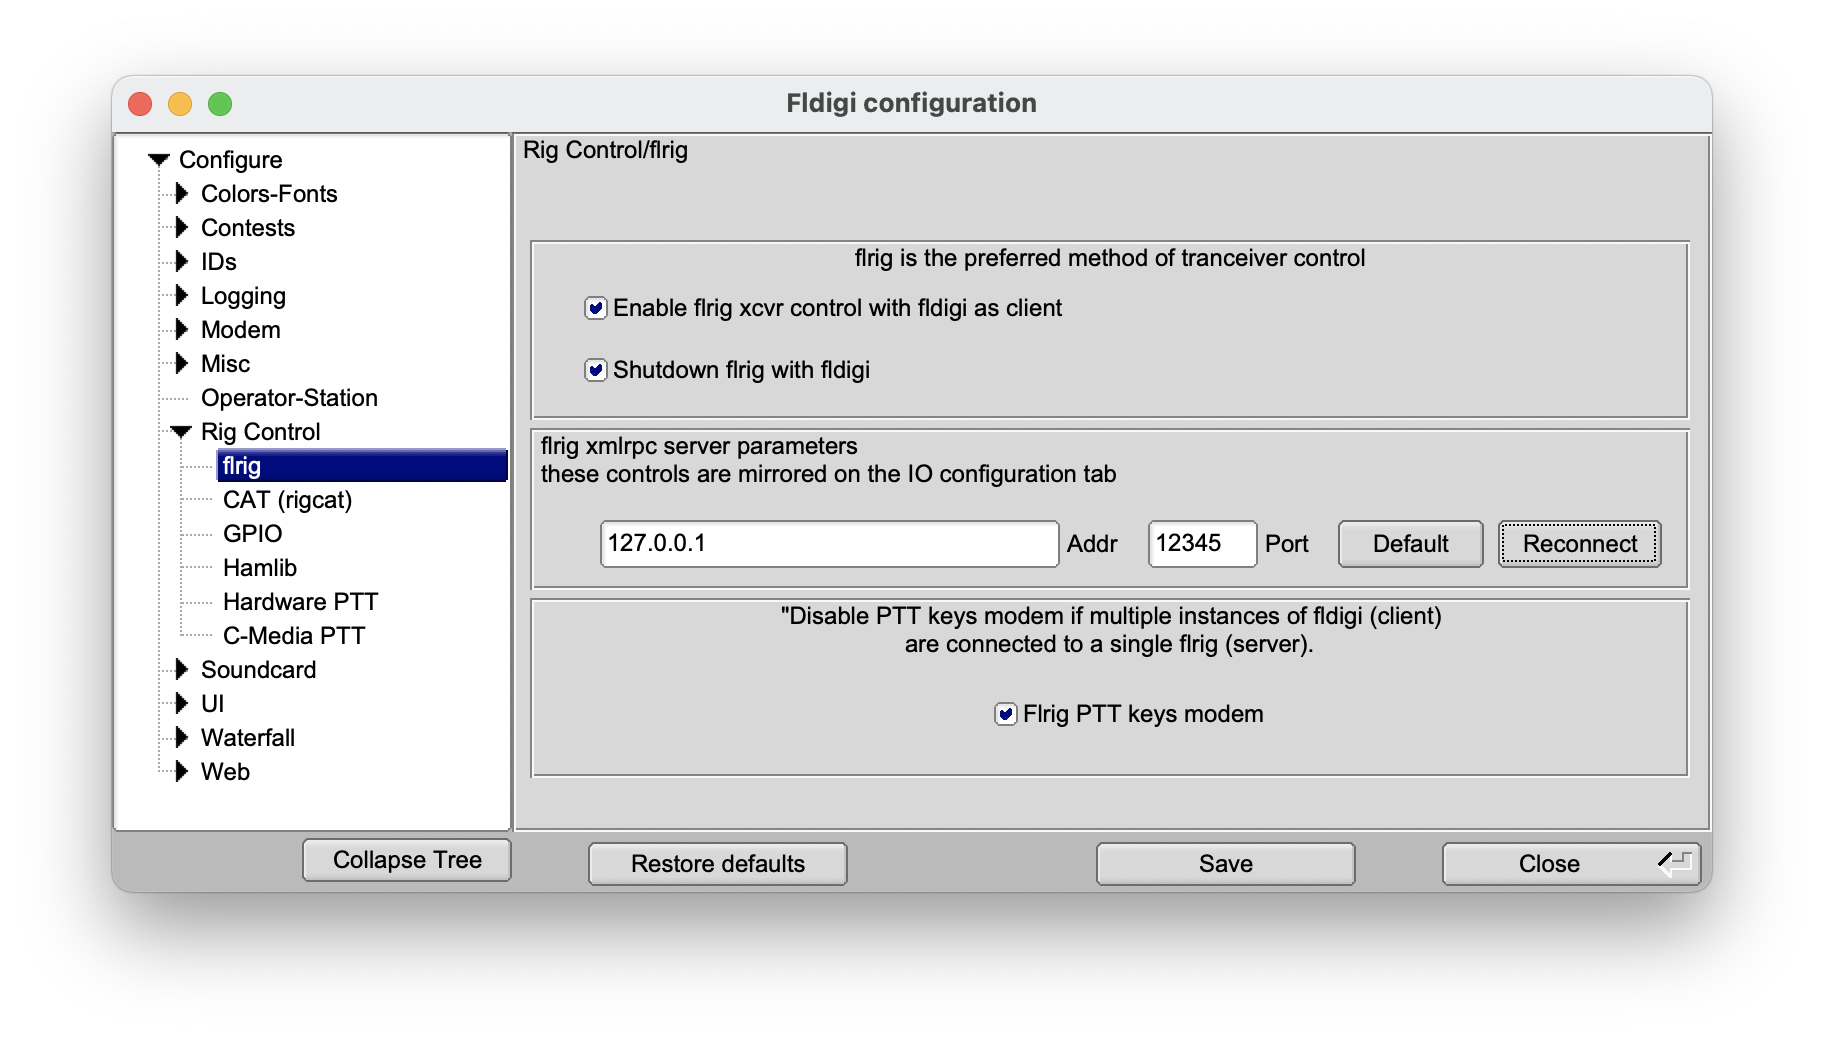 Fldigi configuration
Configure
Colors-Fonts
Contests
IDs
Logging
Modem
Misc
Operator-Station
Rig Control
flrig
CAT (rigcat)
GPIO
Hamlib
Hardware PTT
C-Media PTT
Soundcard
UI
Waterfall
Web
Collapse Tree
Rig Control/flrig
flrig is the preferred method of tranceiver control
Enable flrig xcvr control with fldigi as client
Shutdown flrig with fldigi
flrig xmlrpc server parameters
these controls are mirrored on the IO configuration tab
127.0.0.1 Addr 12345 Port Default Reconnect
"Disable PTT keys modem if multiple instances of fldigi (client)
are connected to a single flrig (server).
Flrig PTT keys modem
Restore defaults Save Close